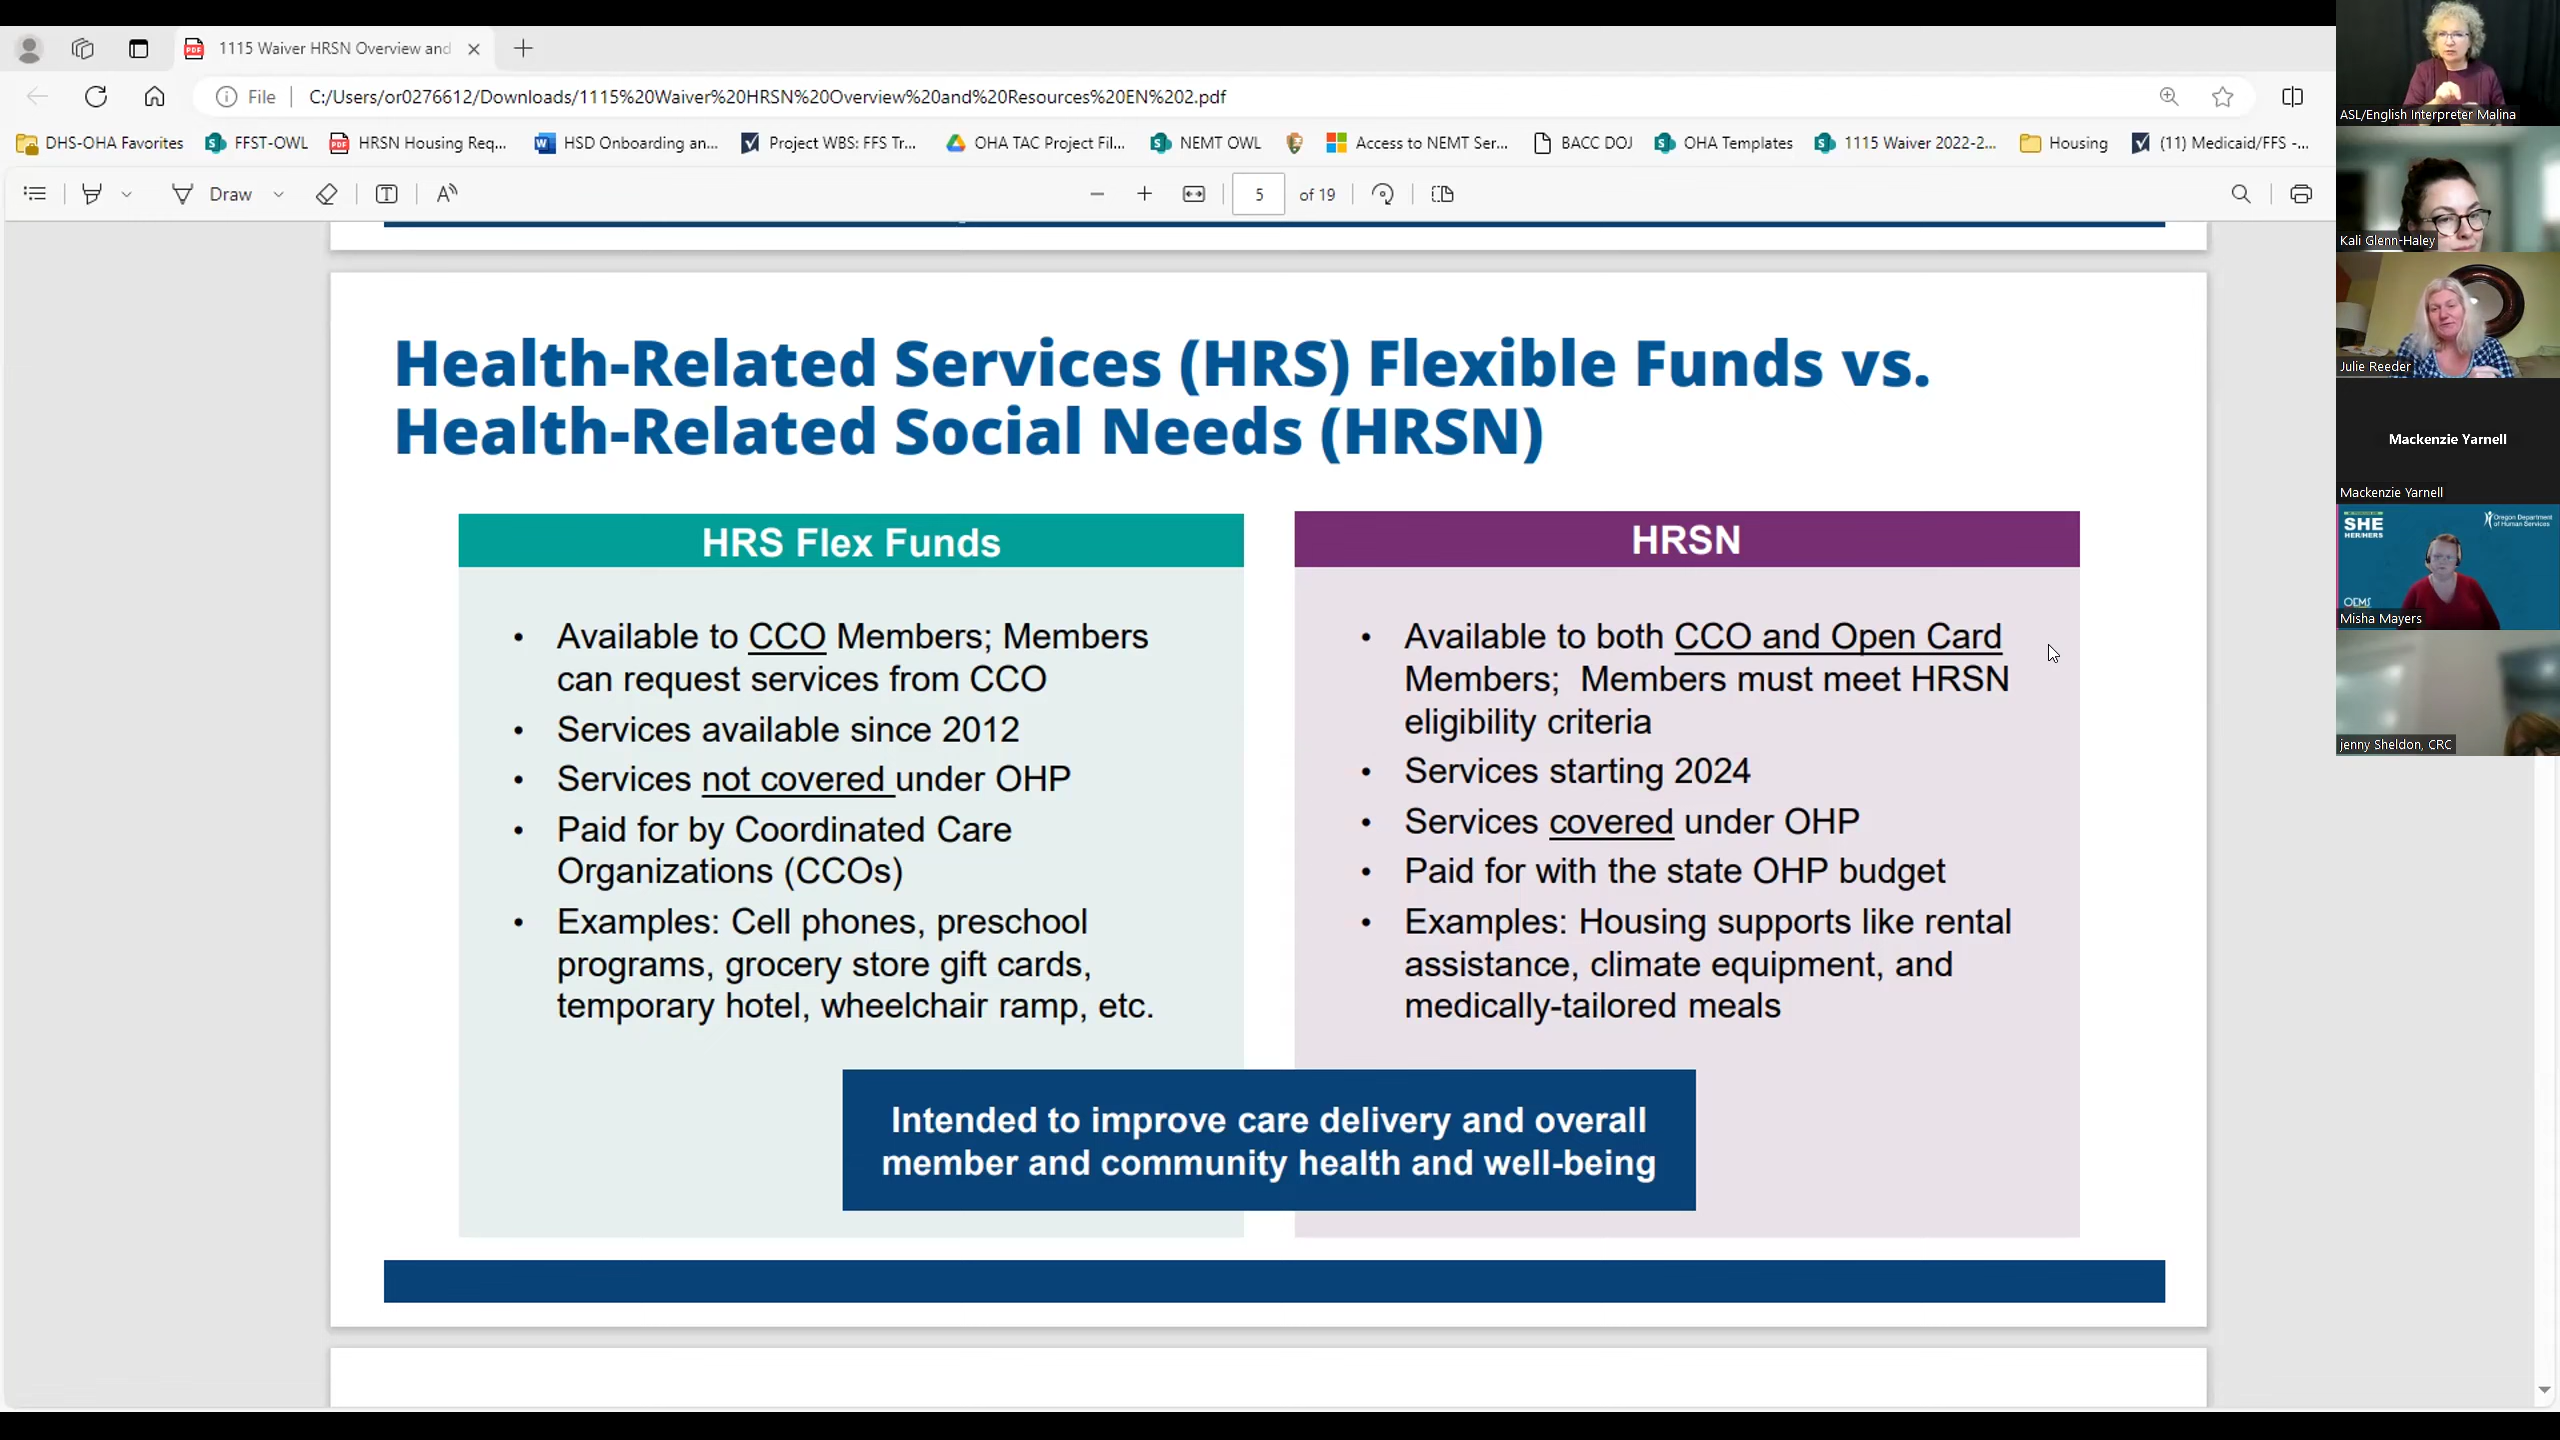 1115 Waiver HRSN Overview and
File
C:/Users/or0276612/Downloads/1115%20Waiver%20HRSN%20Overview%20and%20Resources%20EN%202.pdf
DHS-OHA Favorites
FFST-OWL
HRSN Housing Req...
HSD Onboarding an...
Project WBS: FFS Tr...
OHA TAC Project Fil...
NEMT OWL
Access to NEMT Ser...
BACC DOJ
OHA Templates
1115 Waiver 2022-2...
Housing
(11) Medicaid/FFS -...
Draw
5 of 19
Health-Related Services (HRS) Flexible Funds vs.
Health-Related Social Needs (HRSN)
HRS Flex Funds
• Available to CCO Members; Members
can request services from CCO
• Services available since 2012
• Services not covered under OHP
• Paid for by Coordinated Care
Organizations (CCOs)
• Examples: Cell phones, preschool
programs, grocery store gift cards,
temporary hotel, wheelchair ramp, etc.
HRSN
• Available to both CCO and Open Card
Members;  Members must meet HRSN
eligibility criteria
• Services starting 2024
• Services covered under OHP
• Paid for with the state OHP budget
• Examples: Housing supports like rental
assistance, climate equipment, and
medically-tailored meals
Intended to improve care delivery and overall
member and community health and well-being
ASL/English Interpreter Malina
Kali Glenn-Haley
Julie Reeder
Mackenzie Yarnell
Mackenzie Yarnell
SHE
HER/HERS
Oregon Department
of Human Services
OEMS
Misha Mayers
jenny Sheldon, CRC